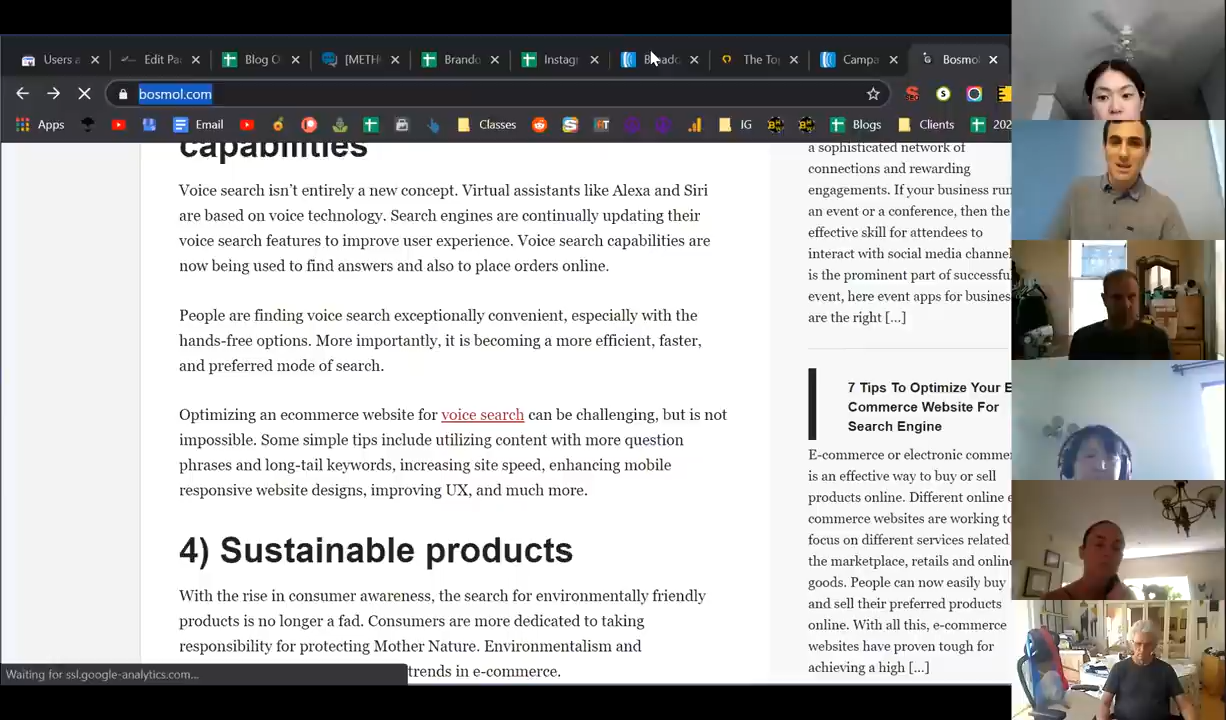 Users a
Edit Pa
Blog O
[METH
Brando
Instagr
The To
Campa
Bosmol
bosmol.com
Apps
Email
Classes
IG
Blogs
Clients
202
capabilities
Voice search isn't entirely a new concept. Virtual assistants like Alexa and Siri
are based on voice technology. Search engines are continually updating their
voice search features to improve user experience. Voice search capabilities are
now being used to find answers and also to place orders online.
People are finding voice search exceptionally convenient, especially with the
hands-free options. More importantly, it is becoming a more efficient, faster,
and preferred mode of search.
Optimizing an ecommerce website for voice search can be challenging, but is not
impossible. Some simple tips include utilizing content with more question
phrases and long-tail keywords, increasing site speed, enhancing mobile
responsive website designs, improving UX, and much more.
4) Sustainable products
With the rise in consumer awareness, the search for environmentally friendly
products is no longer a fad. Consumers are more dedicated to taking
responsibility for protecting Mother Nature. Environmentalism and
trends in e-commerce.
Waiting for ssl.google-analytics.com...
a sophisticated network of
connections and rewarding
engagements. If your business run
an event or a conference, then the
effective skill for attendees to
interact with social media channel
is the prominent part of successfu
event, here event apps for busines
are the right [...]
7 Tips To Optimize Your E
Commerce Website For
Search Engine
E-commerce or electronic commer
is an effective way to buy or sell
products online. Different online e
commerce websites are working to
focus on different services related
the marketplace, retails and onlin
goods. People can now easily buy
and sell their preferred products
online. With all this, e-commerce
websites have proven tough for
achieving a high [...]